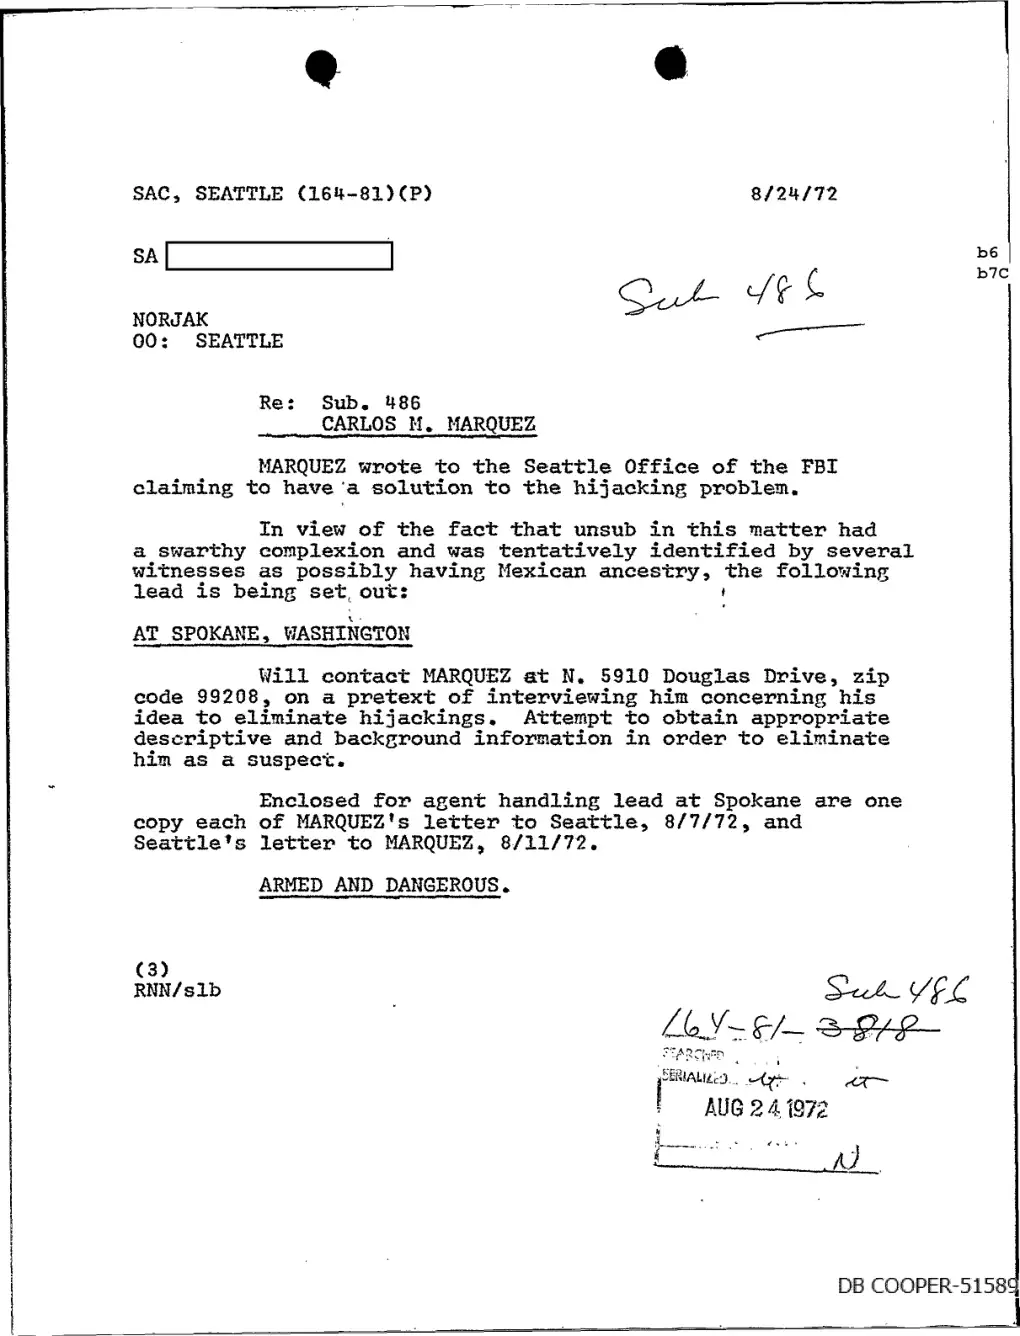 SAC, SEATTLE (164-81)(P) 8/24/72
SA
b6
b7C
Sub 486
NORJAK
OO: SEATTLE
Re: Sub. 486
CARLOS M. MARQUEZ
MARQUEZ wrote to the Seattle Office of the FBI
claiming to have a solution to the hijacking problem.
In view of the fact that unsub in this matter had
a swarthy complexion and was tentatively identified by several
witnesses as possibly having Mexican ancestry, the following
lead is being set out:
AT SPOKANE, WASHINGTON
Will contact MARQUEZ at N. 5910 Douglas Drive, zip
code 99208, on a pretext of interviewing him concerning his
idea to eliminate hijackings. Attempt to obtain appropriate
descriptive and background information in order to eliminate
him as a suspect.
Enclosed for agent handling lead at Spokane are one
copy each of MARQUEZ's letter to Seattle, 8/7/72, and
Seattle's letter to MARQUEZ, 8/11/72.
ARMED AND DANGEROUS.
(3)
RNN/slb
Sub 486
164-81-3818
SEARCHED
SERIALIZED
AUG 24 1972
N
DB COOPER-51589